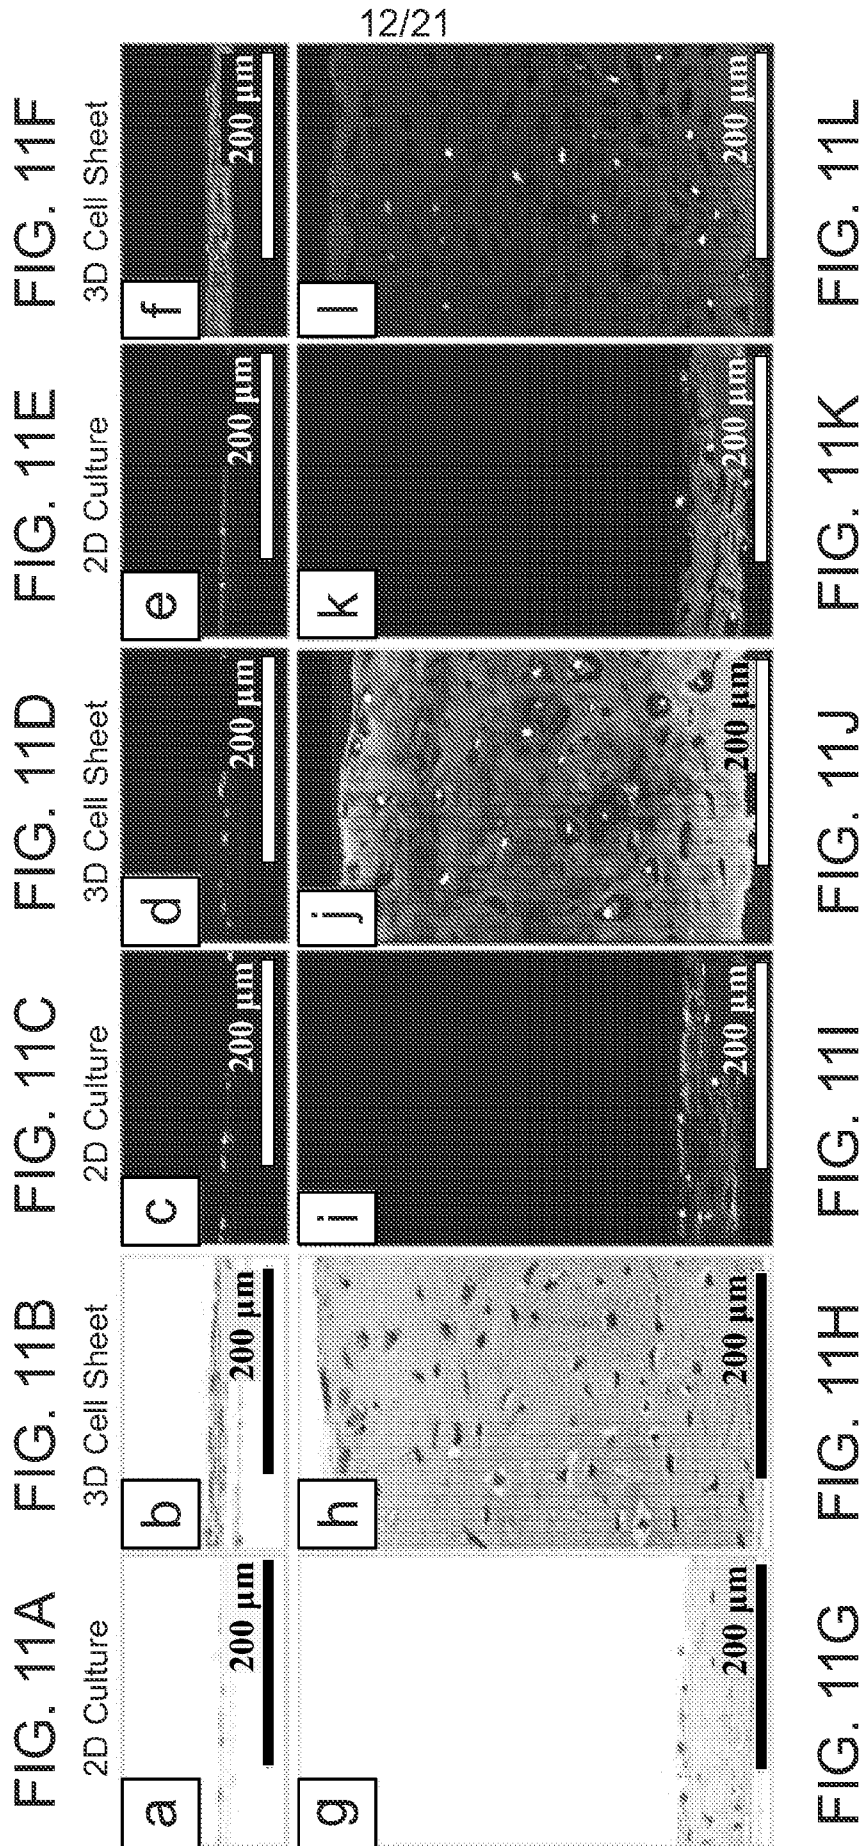 12/21
FIG. 11A FIG. 11B FIG. 11C FIG. 11D FIG. 11E FIG. 11F
2D Culture 3D Cell Sheet 2D Culture 3D Cell Sheet 2D Culture 3D Cell Sheet
a b c d e f
200 µm 200 µm 200 µm 200 µm 200 µm 200 µm
g h i j k l
200 µm 200 µm 200 µm 200 µm 200 µm 200 µm
FIG. 11G FIG. 11H FIG. 11I FIG. 11J FIG. 11K FIG. 11L